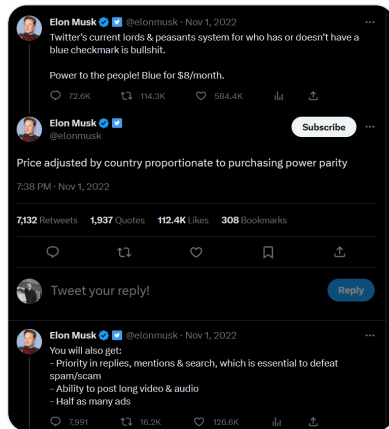 Elon Musk @elonmusk · Nov 1, 2022
Twitter's current lords & peasants system for who has or doesn't have a
blue checkmark is bullshit.
Power to the people! Blue for $8/month.
72.6K 114.3K 584.4K
Elon Musk
@elonmusk
Subscribe
Price adjusted by country proportionate to purchasing power parity
7:38 PM · Nov 1, 2022
7,132 Retweets 1,937 Quotes 112.4K Likes 308 Bookmarks
Tweet your reply!
Reply
Elon Musk @elonmusk · Nov 1, 2022
You will also get:
- Priority in replies, mentions & search, which is essential to defeat
spam/scam
- Ability to post long video & audio
- Half as many ads
7,991 16.2K 126.6K